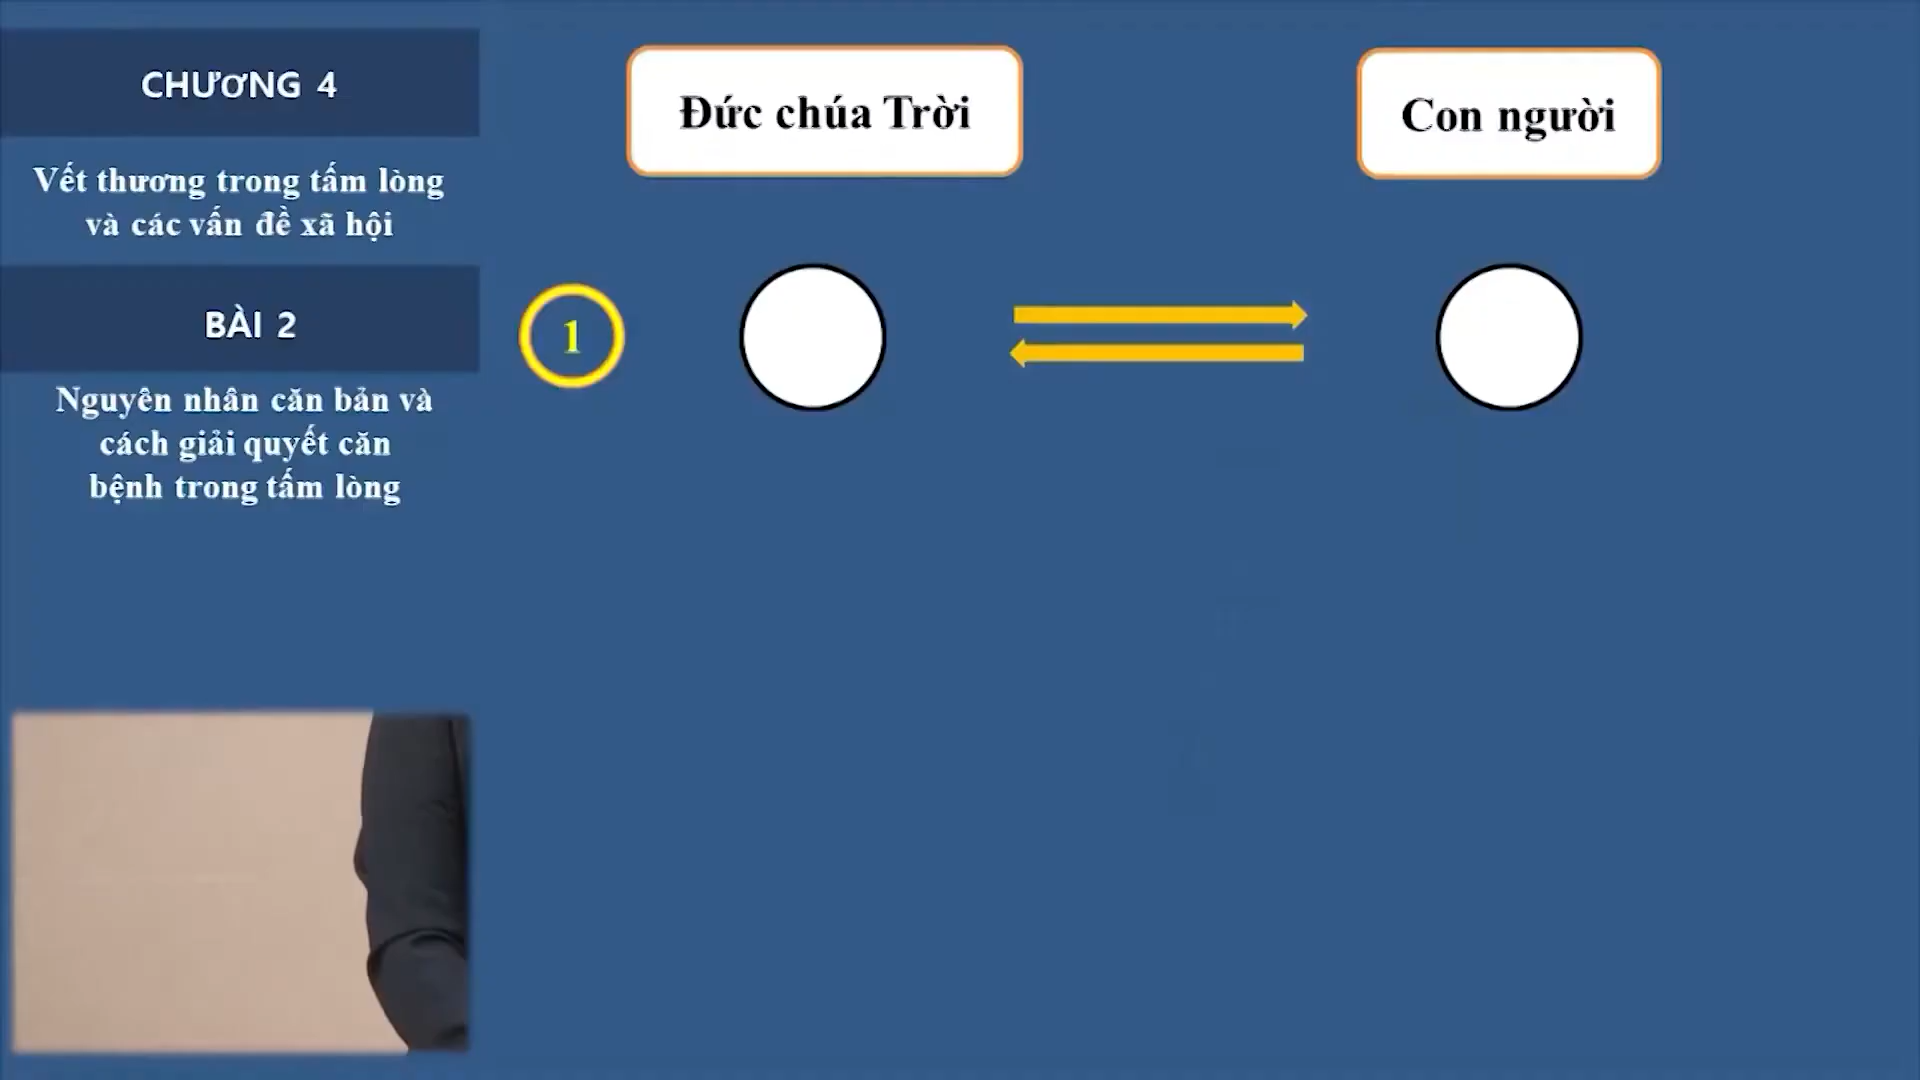 CHƯƠNG 4
Vết thương trong tấm lòng
và các vấn đề xã hội
BÀI 2
Nguyên nhân căn bản và
cách giải quyết căn
bệnh trong tấm lòng
Đức chúa Trời
Con người
1